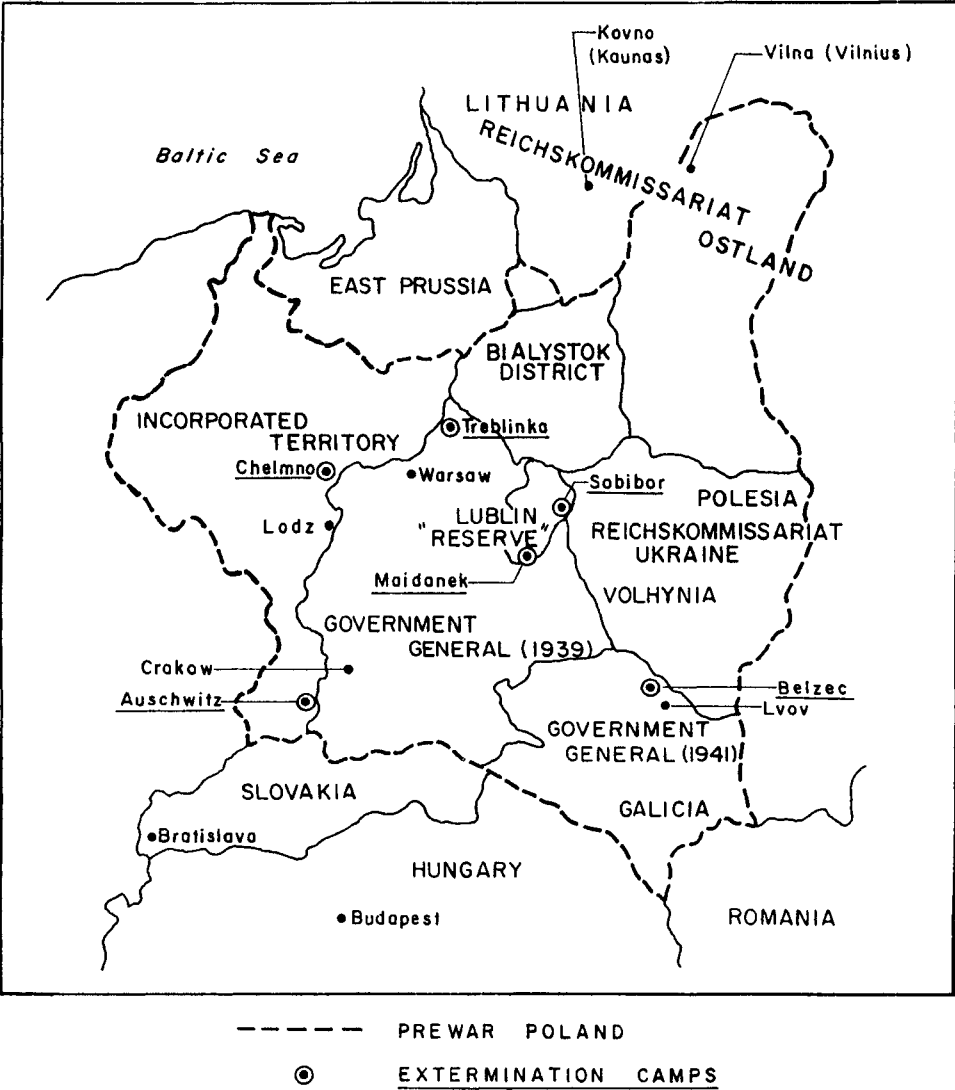 Kovno
(Kaunas)
Vilna (Vilnius)
LITHUANIA
REICHSKOMMISSARIAT
OSTLAND
Baltic Sea
EAST PRUSSIA
BIALYSTOK
DISTRICT
INCORPORATED
TERRITORY
Treblinka
Chelmno
Warsaw
Sobibor
POLESIA
Lodz
LUBLIN
"RESERVE"
REICHSKOMMISSARIAT
UKRAINE
Maidanek
VOLHYNIA
GOVERNMENT
GENERAL (1939)
Crakow
Auschwitz
Belzec
Lvov
GOVERNMENT
GENERAL (1941)
SLOVAKIA
GALICIA
Bratislava
HUNGARY
Budapest
ROMANIA
PREWAR POLAND
EXTERMINATION CAMPS